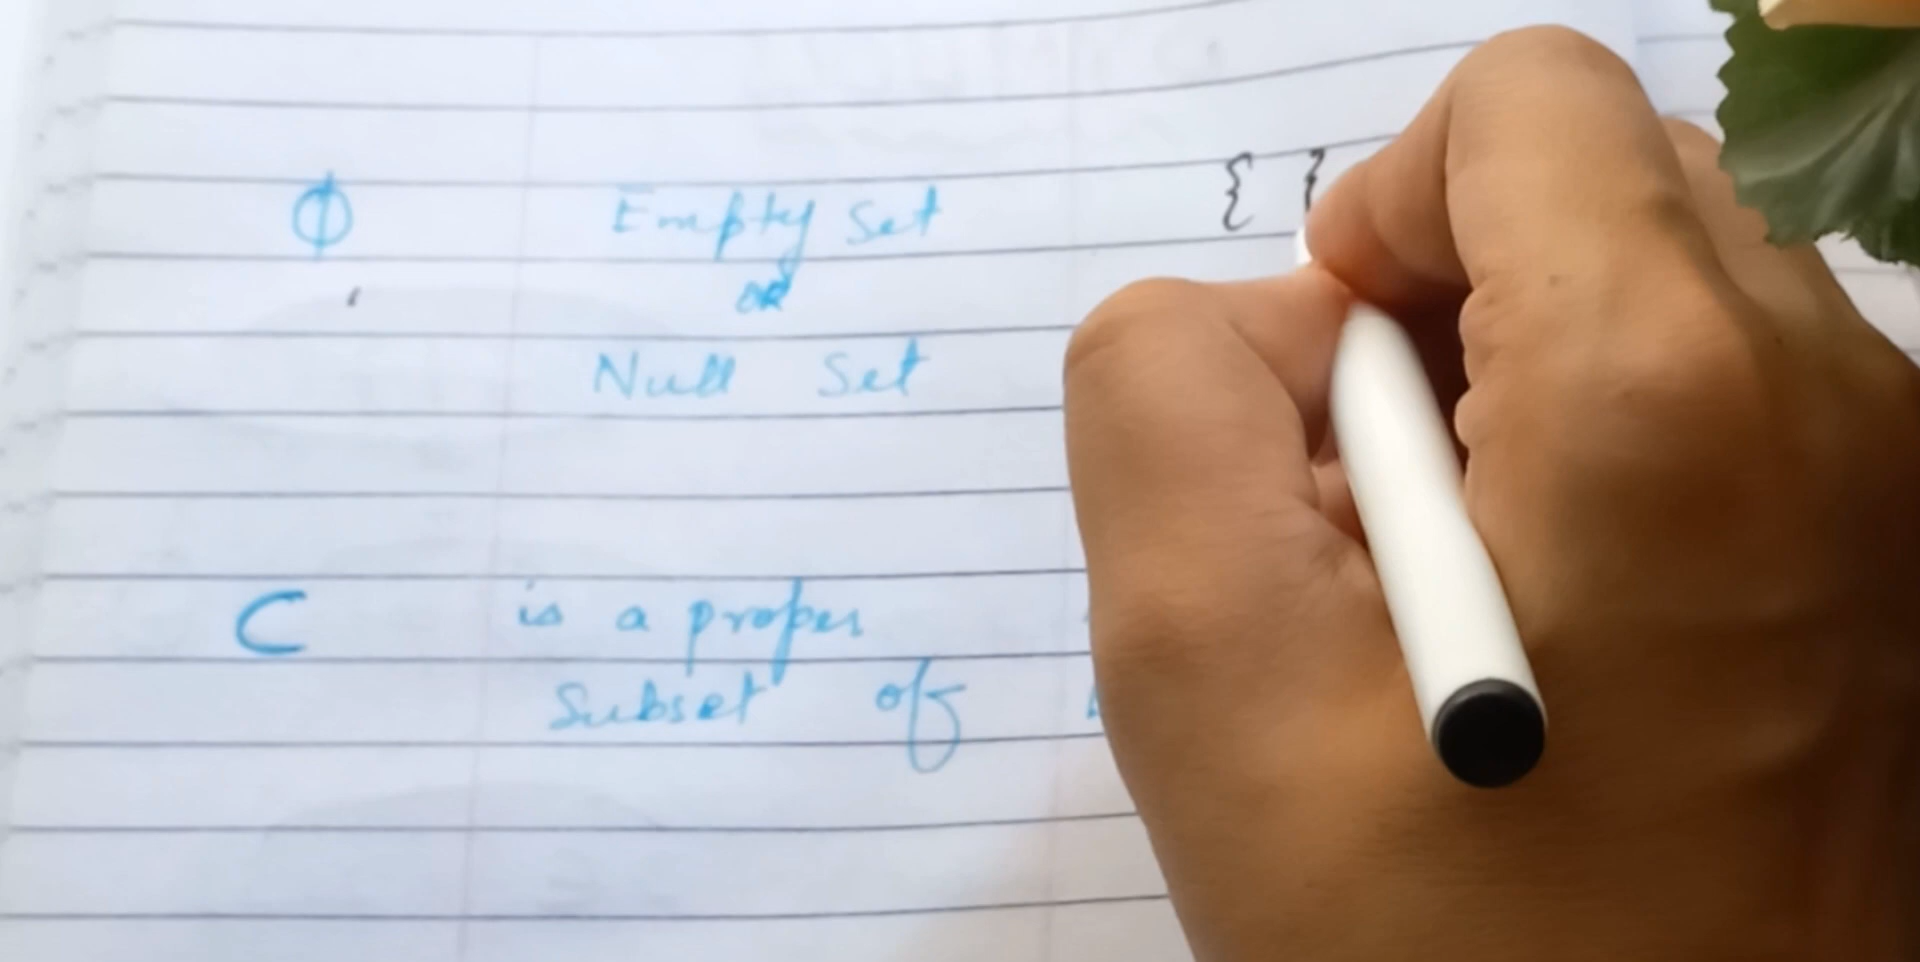 Φ Empty Set { }
OR
Null Set
⊂ is a proper
Subset of